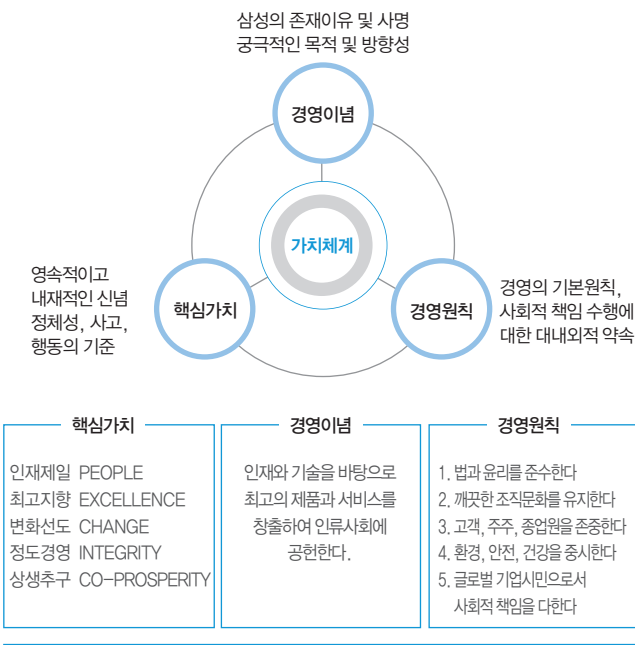 삼성의 존재이유 및 사명
궁극적인 목적 및 방향성
경영이념
가치체계
영속적이고
내재적인 신념
정체성, 사고,
행동의 기준
핵심가치
경영원칙
경영의 기본원칙,
사회적 책임 수행에
대한 대내외적 약속
핵심가치
인재제일 PEOPLE
최고지향 EXCELLENCE
변화선도 CHANGE
정도경영 INTEGRITY
상생추구 CO-PROSPERITY
경영이념
인재와 기술을 바탕으로
최고의 제품과 서비스를
창출하여 인류사회에
공헌한다.
경영원칙
1. 법과 윤리를 준수한다
2. 깨끗한 조직문화를 유지한다
3. 고객, 주주, 종업원을 존중한다
4. 환경, 안전, 건강을 중시한다
5. 글로벌 기업시민으로서
사회적 책임을 다한다